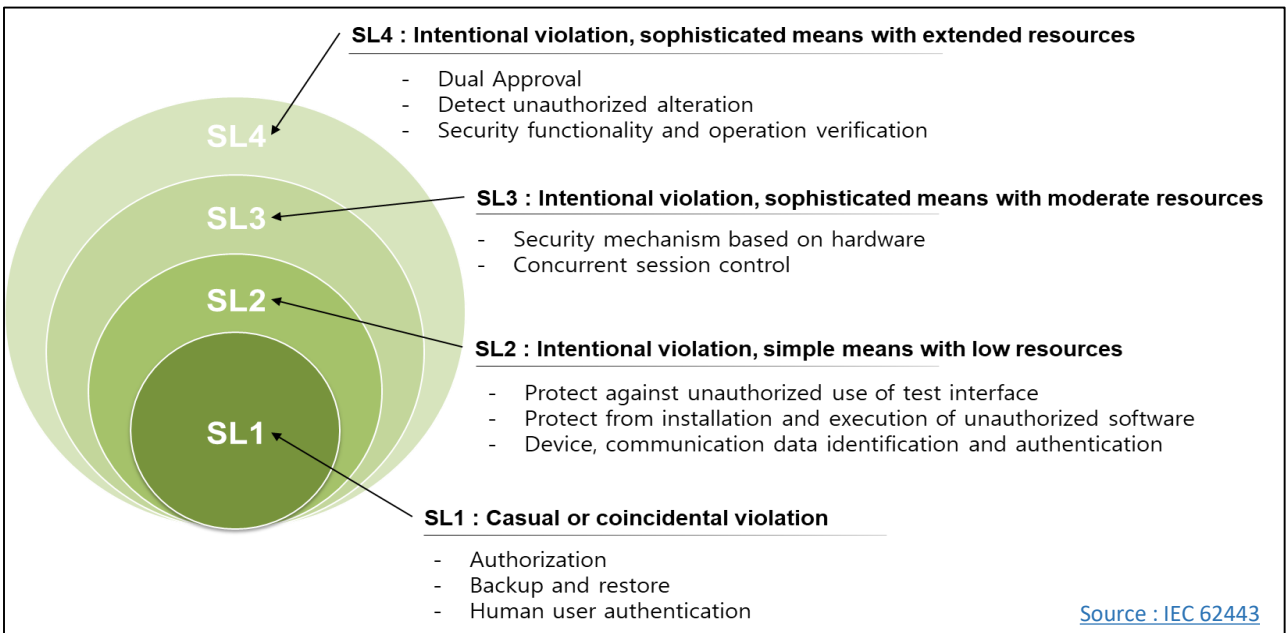 SL4 : Intentional violation, sophisticated means with extended resources
- Dual Approval
- Detect unauthorized alteration
- Security functionality and operation verification
SL4
SL3 : Intentional violation, sophisticated means with moderate resources
- Security mechanism based on hardware
- Concurrent session control
SL3
SL2
SL2 : Intentional violation, simple means with low resources
- Protect against unauthorized use of test interface
- Protect from installation and execution of unauthorized software
- Device, communication data identification and authentication
SL1
SL1 : Casual or coincidental violation
- Authorization
- Backup and restore
- Human user authentication
Source : IEC 62443